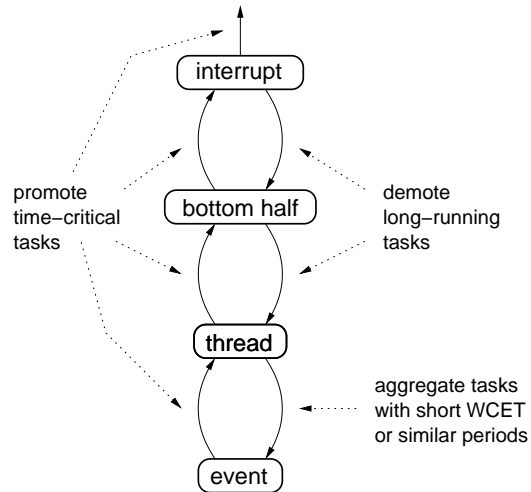 interrupt
promote
time-critical
tasks
bottom half
demote
long-running
tasks
thread
aggregate tasks
with short WCET
or similar periods
event